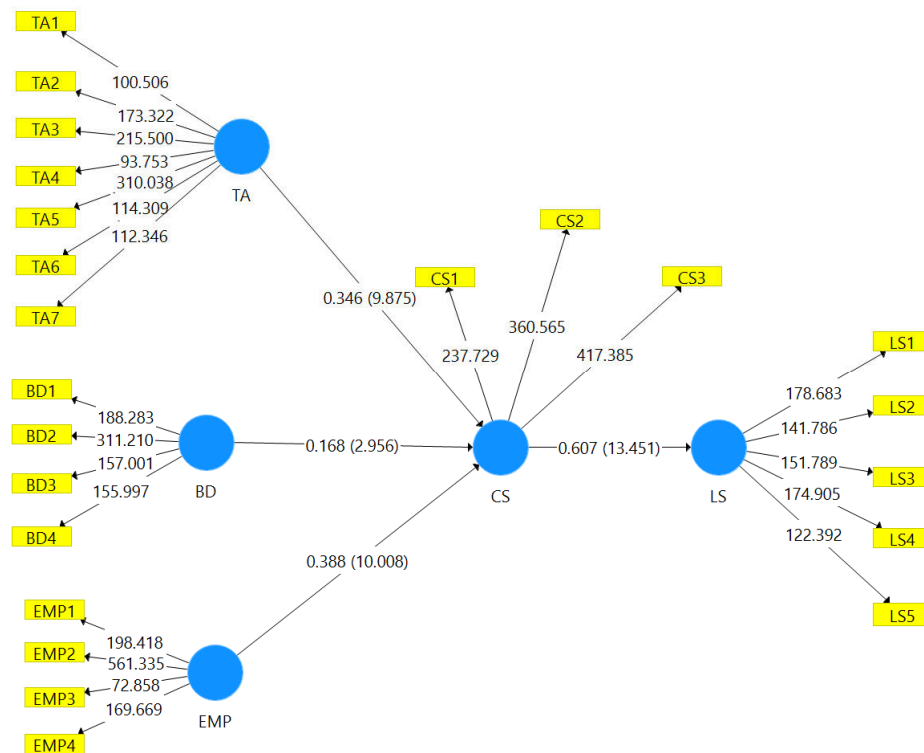 TA1
TA2
TA3
TA4
TA5
TA6
TA7
100.506
173.322
215.500
93.753
310.038
114.309
112.346
TA
0.346 (9.875)
CS1
CS2
CS3
237.729
360.565
417.385
BD1
BD2
BD3
BD4
188.283
311.210
157.001
155.997
BD
0.168 (2.956)
CS
0.607 (13.451)
LS
LS1
LS2
LS3
LS4
LS5
178.683
141.786
151.789
174.905
122.392
0.388 (10.008)
EMP1
EMP2
EMP3
EMP4
198.418
561.335
72.858
169.669
EMP